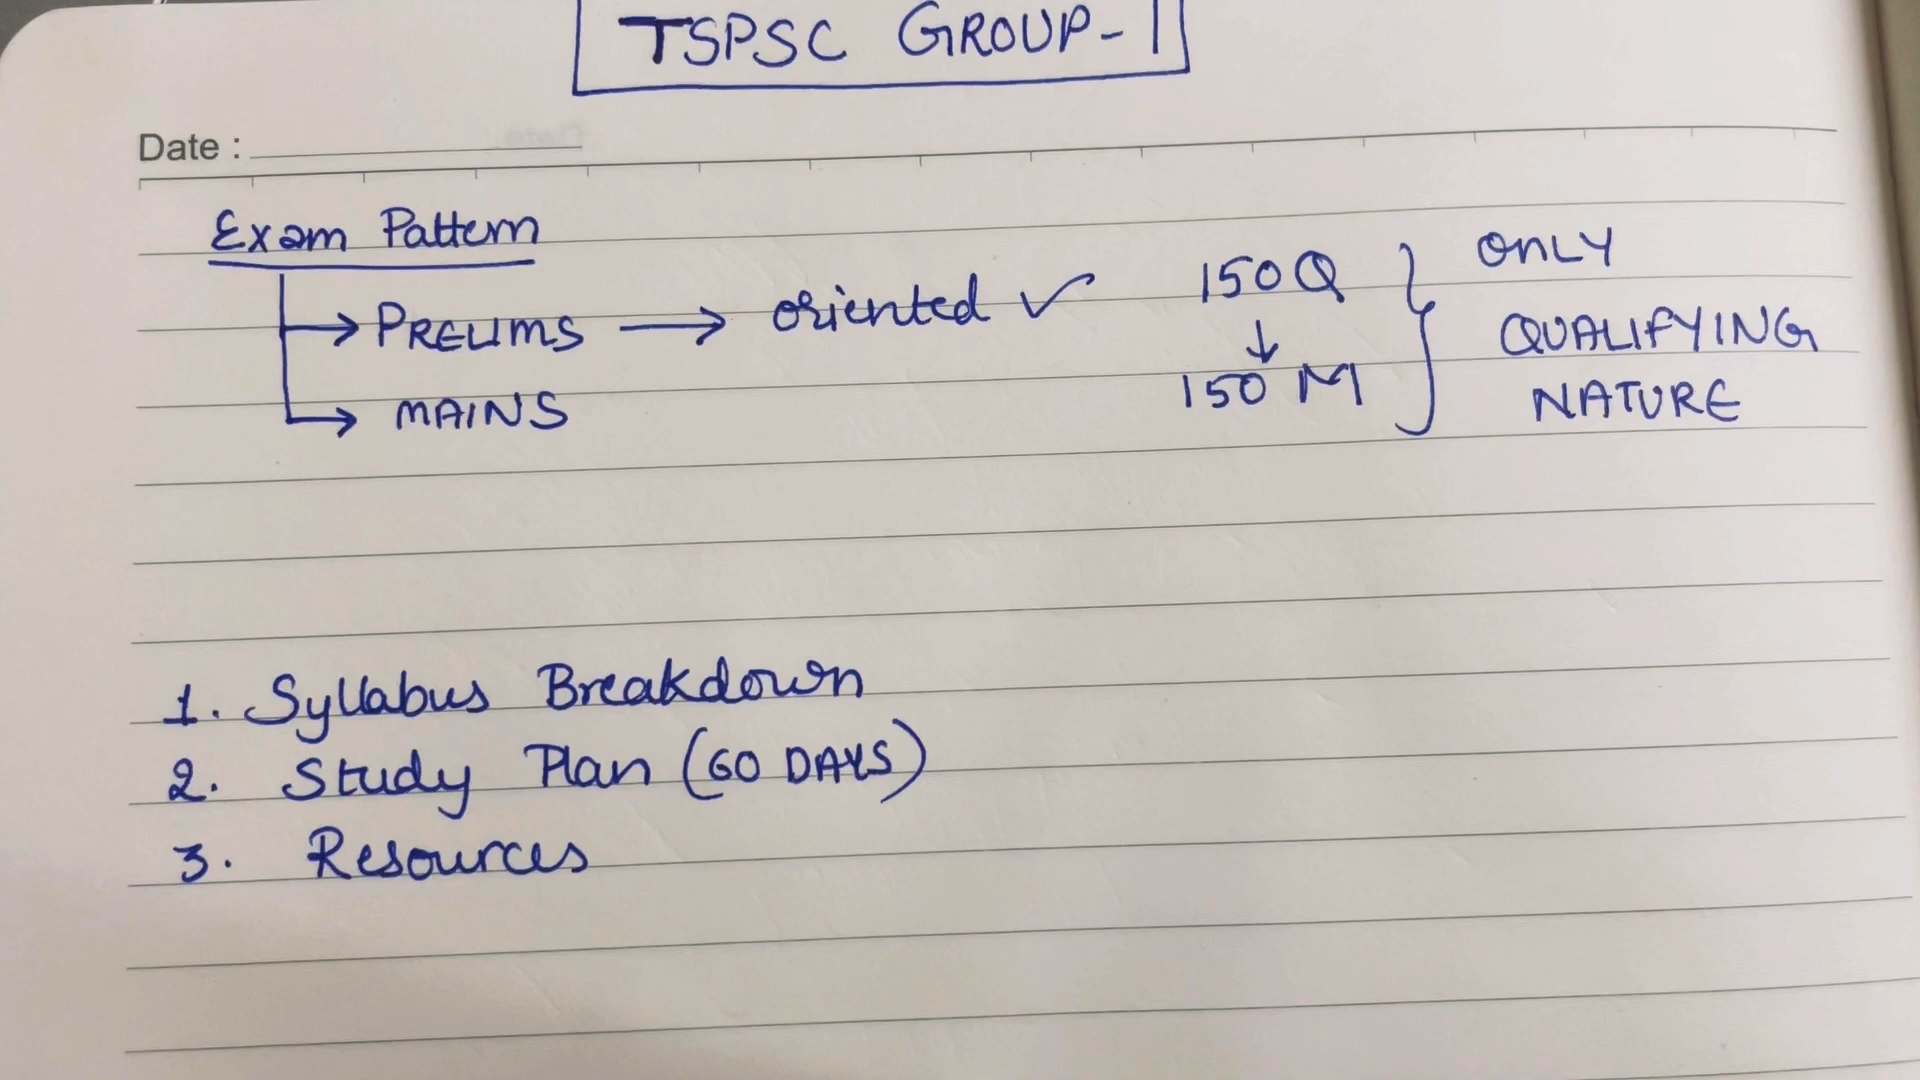 TSPSC GROUP-1
Date :
Exam Pattern
→ PRELIMS → oriented ✓ 150Q } ONLY
↓ QUALIFYING
→ MAINS 150 M NATURE
1. Syllabus Breakdown
2. Study Plan (60 DAYS)
3. Resources